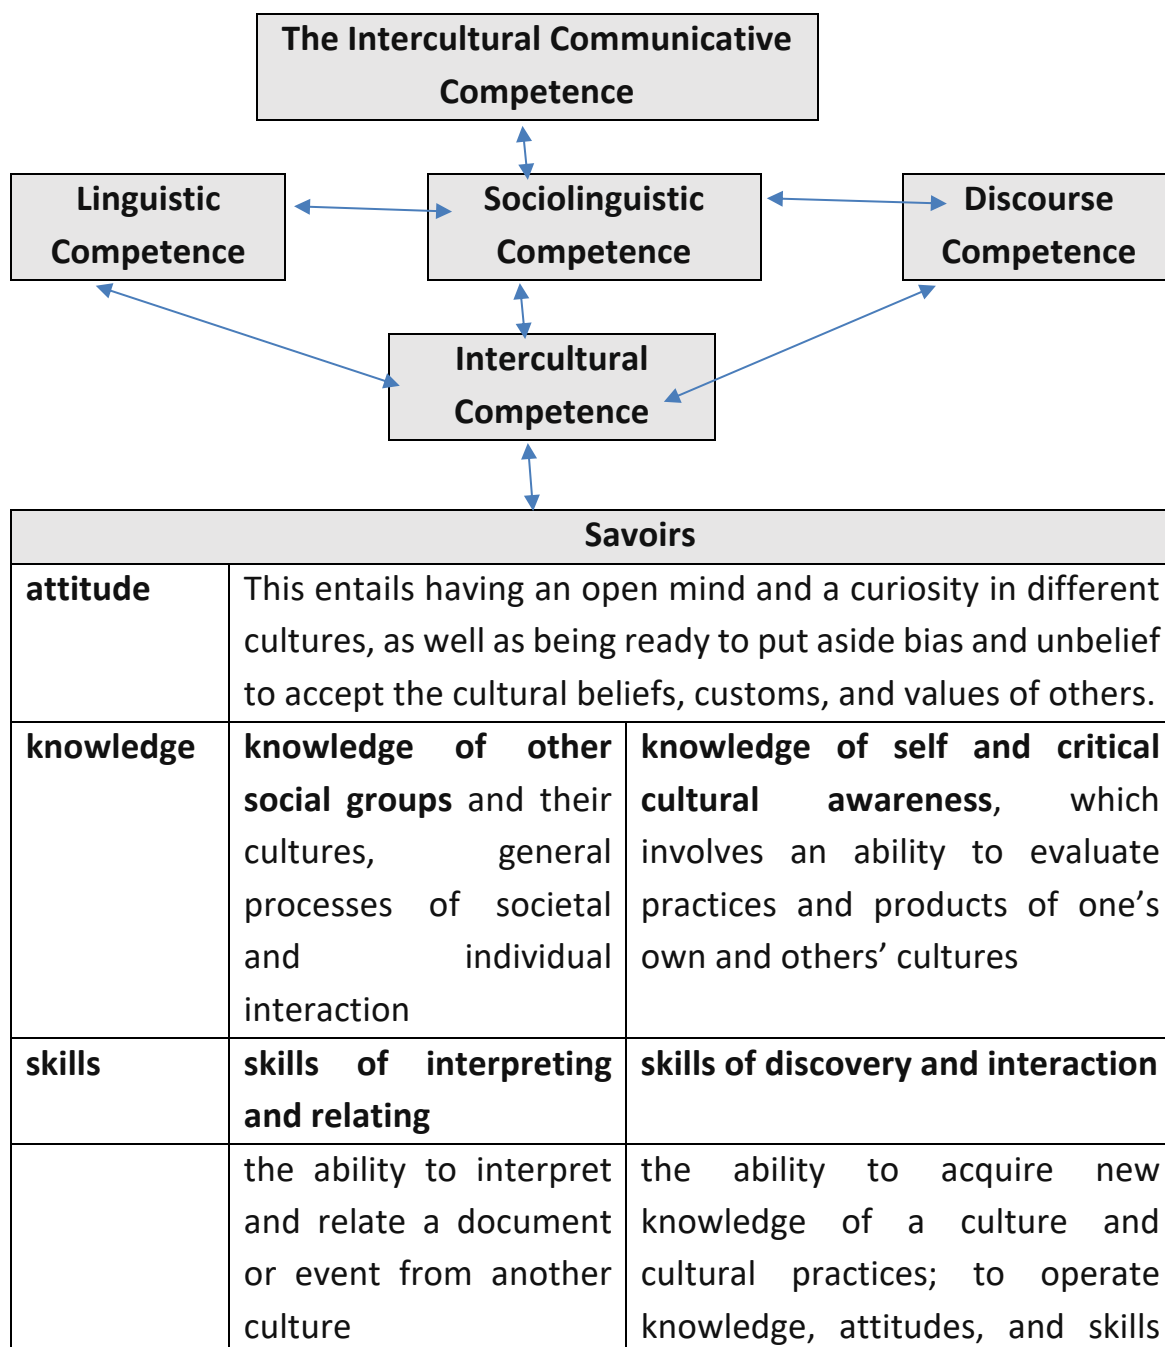 The Intercultural Communicative
Competence
Linguistic
Competence
Sociolinguistic
Competence
Discourse
Competence
Intercultural
Competence
Savoirs
attitude
This entails having an open mind and a curiosity in different
cultures, as well as being ready to put aside bias and unbelief
to accept the cultural beliefs, customs, and values of others.
knowledge
knowledge of other
social groups and their
cultures, general
processes of societal
and individual
interaction
knowledge of self and critical
cultural awareness, which
involves an ability to evaluate
practices and products of one's
own and others' cultures
skills
skills of interpreting
and relating
skills of discovery and interaction
the ability to interpret
and relate a document
or event from another
culture
the ability to acquire new
knowledge of a culture and
cultural practices; to operate
knowledge, attitudes, and skills